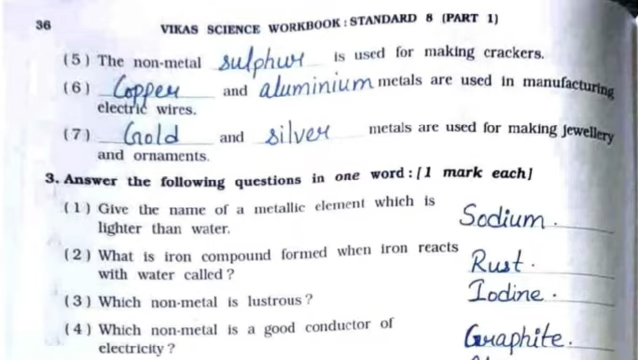 36 VIKAS SCIENCE WORKBOOK : STANDARD 8 (PART 1)
(5) The non-metal sulphur is used for making crackers.
(6) Copper and aluminium metals are used in manufacturing
electric wires.
(7) Gold and silver metals are used for making jewellery
and ornaments.
3. Answer the following questions in one word : [1 mark each]
(1) Give the name of a metallic element which is
lighter than water. Sodium.
(2) What is iron compound formed when iron reacts
with water called ? Rust.
(3) Which non-metal is lustrous ? Iodine.
(4) Which non-metal is a good conductor of
electricity ? Graphite.